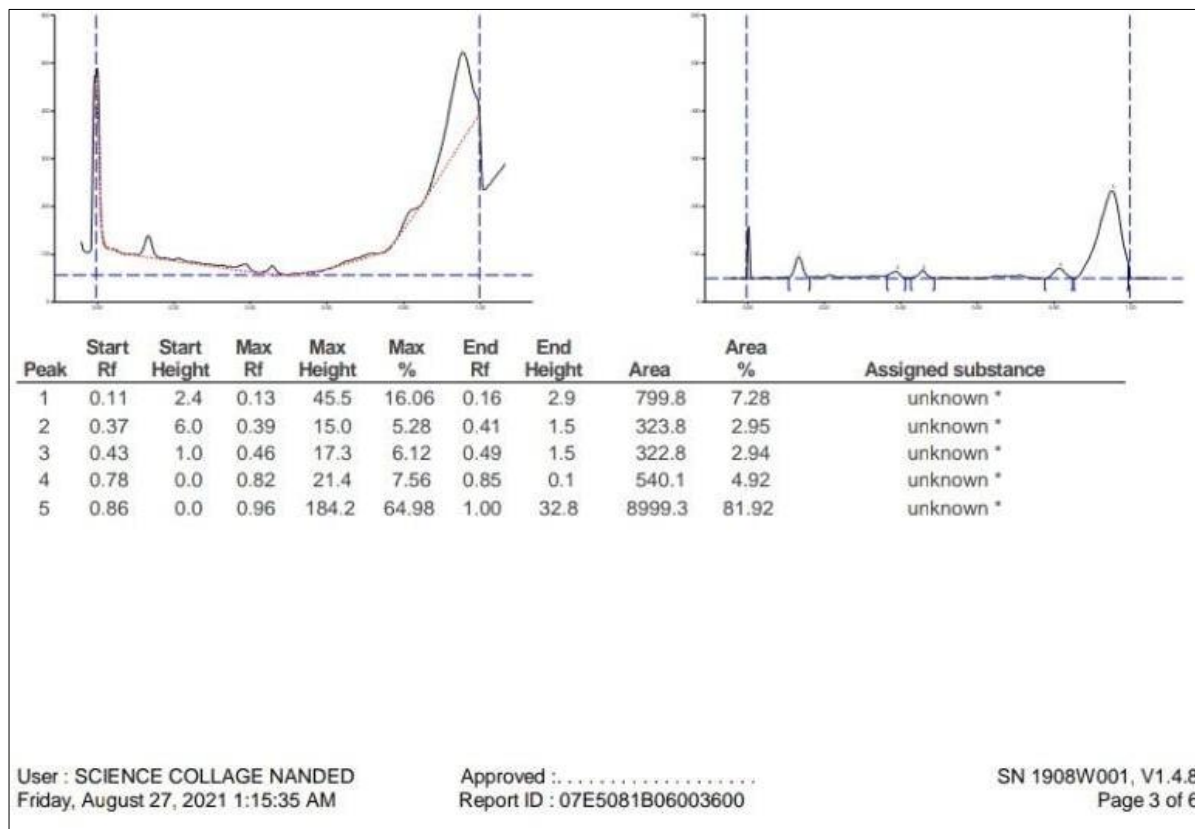 Start Start Max Max Max End End Area
Peak Rf Height Rf Height % Rf Height Area % Assigned substance
1 0.11 2.4 0.13 45.5 16.06 0.16 2.9 799.8 7.28 unknown *
2 0.37 6.0 0.39 15.0 5.28 0.41 1.5 323.8 2.95 unknown *
3 0.43 1.0 0.46 17.3 6.12 0.49 1.5 322.8 2.94 unknown *
4 0.78 0.0 0.82 21.4 7.56 0.85 0.1 540.1 4.92 unknown *
5 0.86 0.0 0.96 184.2 64.98 1.00 32.8 8999.3 81.92 unknown *
User : SCIENCE COLLAGE NANDED Approved :. . . . . . . . . . . . . . . . . . . SN 1908W001, V1.4.8
Friday, August 27, 2021 1:15:35 AM Report ID : 07E5081B06003600 Page 3 of 6